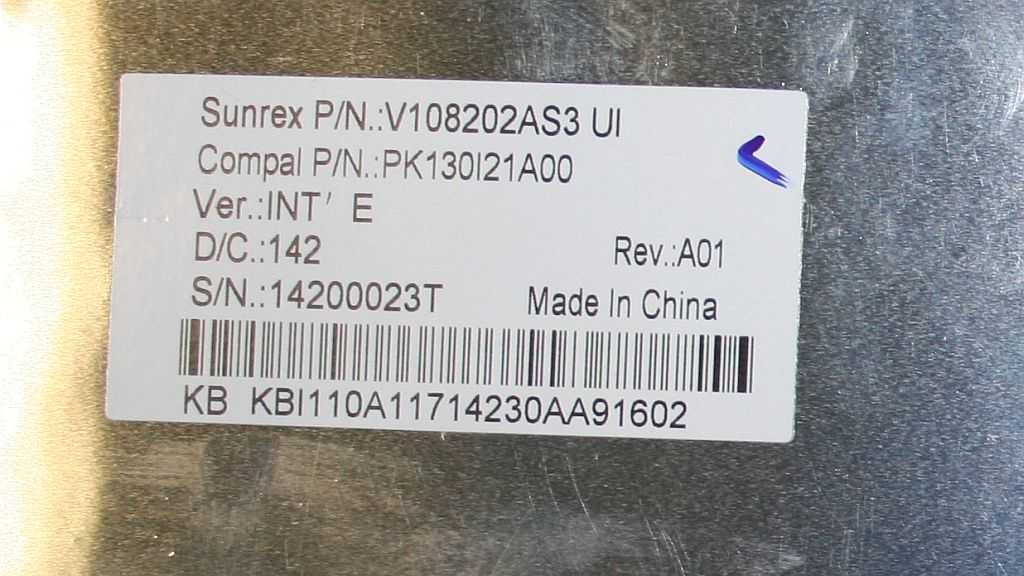 Sunrex P/N.:V108202AS3 UI
Compal P/N.:PK130I21A00
Ver.:INT' E
D/C.:142 Rev.:A01
S/N.:14200023T Made In China
KB KBI110A11714230AA91602